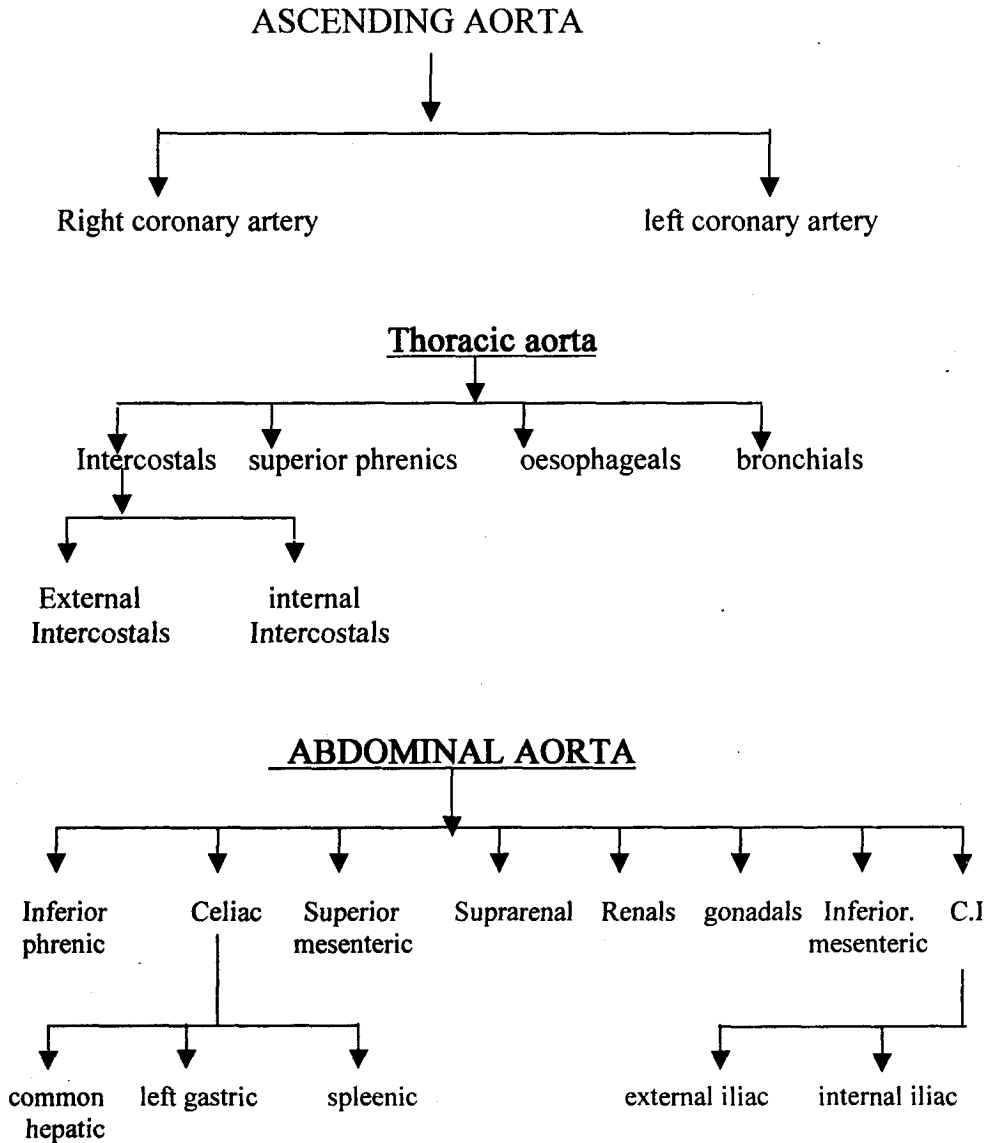 ASCENDING AORTA
Right coronary artery left coronary artery
Thoracic aorta
Intercostals superior phrenics oesophageals bronchials
External internal
Intercostals Intercostals
ABDOMINAL AORTA
Inferior Celiac Superior Suprarenal Renals gonadals Inferior. C.I
phrenic mesenteric mesenteric
common left gastric spleenic external iliac internal iliac
hepatic